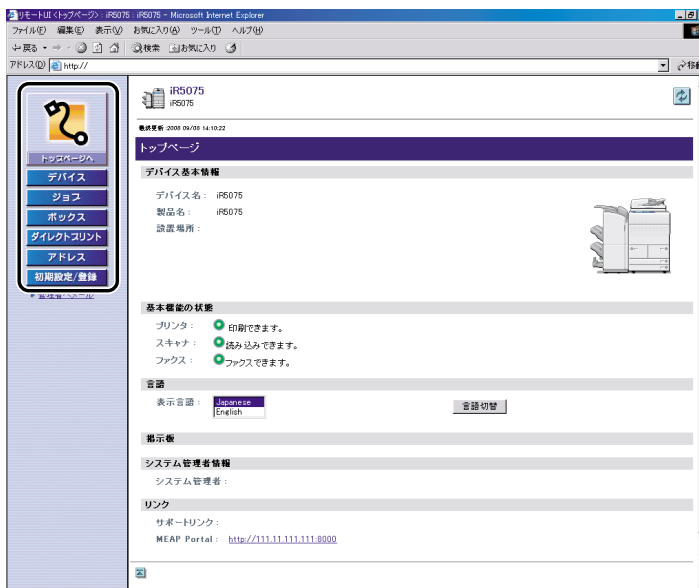 リモートUI <トップページ> : iR5075 : iR5075 - Microsoft Internet Explorer
ファイル(F) 編集(E) 表示(V) お気に入り(A) ツール(T) ヘルプ(H)
戻る 検索 お気に入り
アドレス(D) http:// 移動
iR5075
iR5075
最終更新 :2008 09/08 14:10:22
トップページ
トップページへ
デバイス
ジョブ
ボックス
ダイレクトプリント
アドレス
初期設定/登録
管理者へメール
デバイス基本情報
デバイス名 : iR5075
製品名 : iR5075
設置場所 :
基本機能の状態
プリンタ : 印刷できます。
スキャナ : 読み込みできます。
ファクス : ファクスできます。
言語
表示言語 : Japanese
English
言語切替
掲示板
システム管理者情報
システム管理者 :
リンク
サポートリンク :
MEAP Portal : http://111.11.111.111:8000